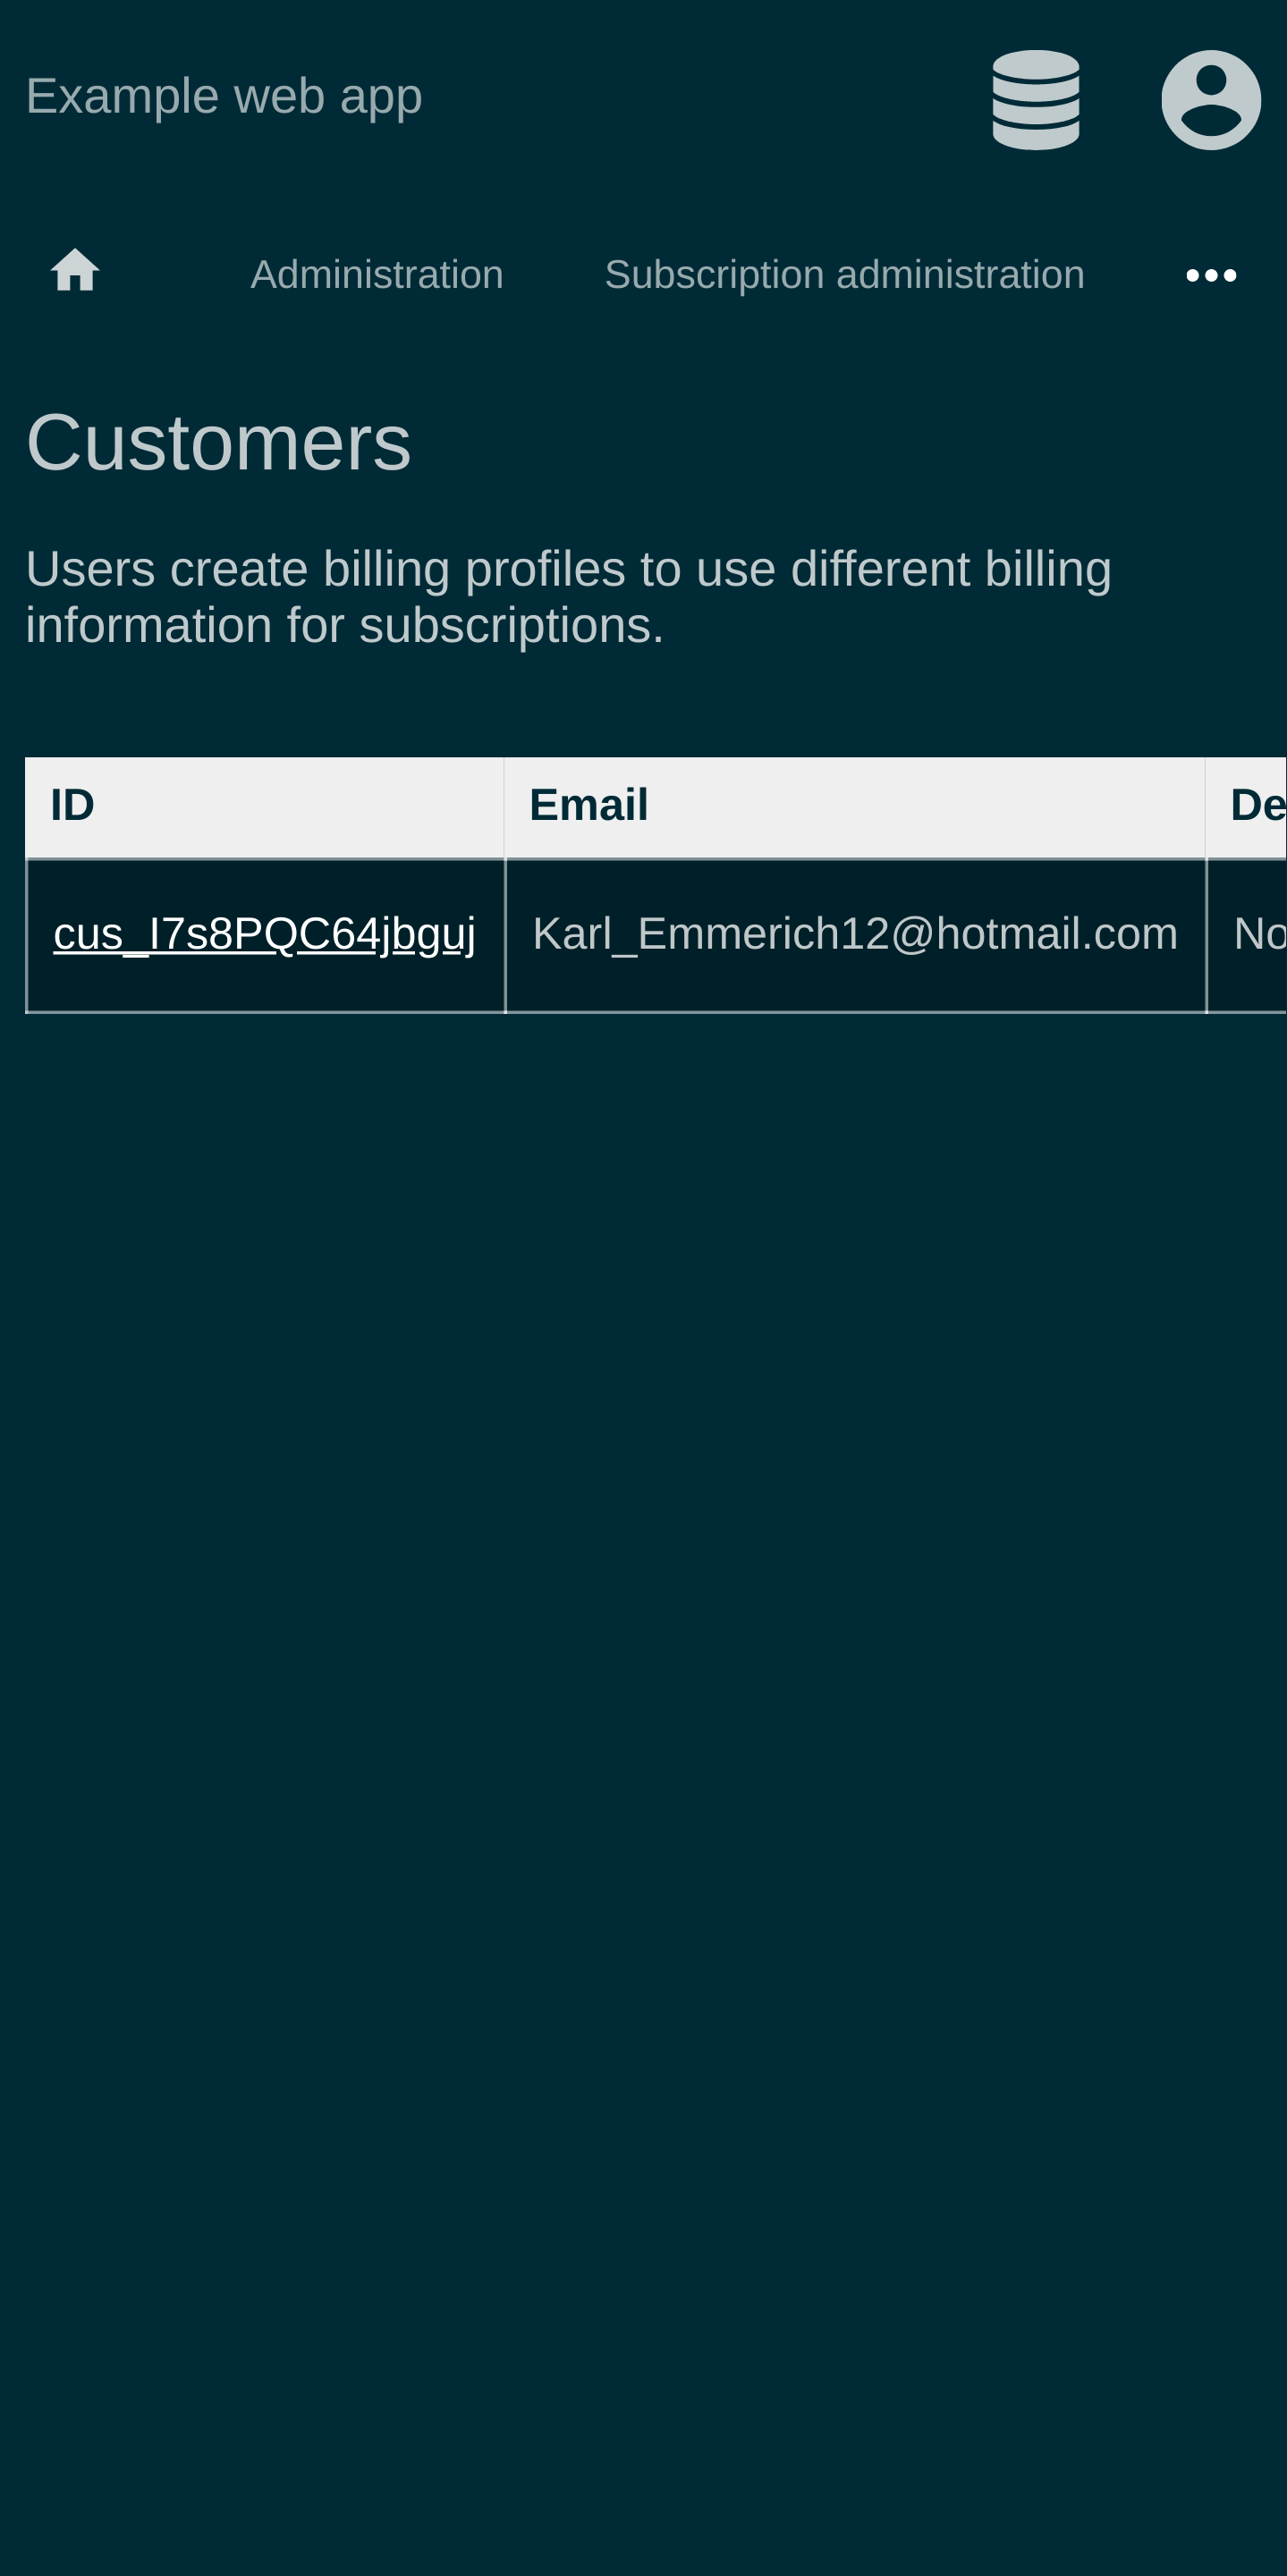 Example web app
Administration Subscription administration
Customers
Users create billing profiles to use different billing
information for subscriptions.
ID Email De
cus_I7s8PQC64jbguj Karl_Emmerich12@hotmail.com No